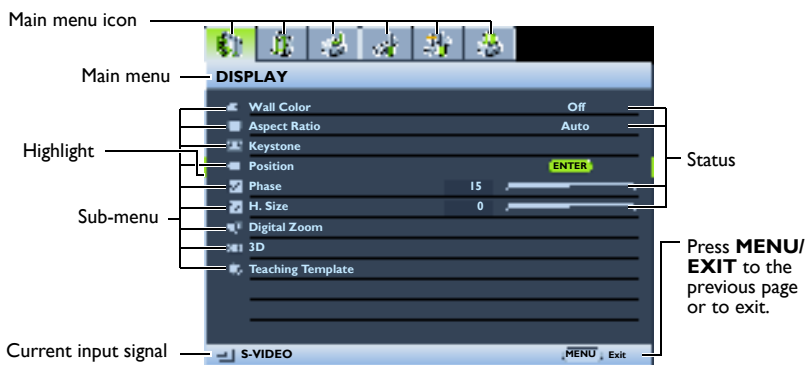 Main menu icon
Main menu
DISPLAY
Wall Color Off
Aspect Ratio Auto
Keystone
Highlight
Position ENTER
Status
Phase 15
H. Size 0
Sub-menu
Digital Zoom
3D
Teaching Template
Press MENU/
EXIT to the
previous page
or to exit.
Current input signal
S-VIDEO
MENU Exit